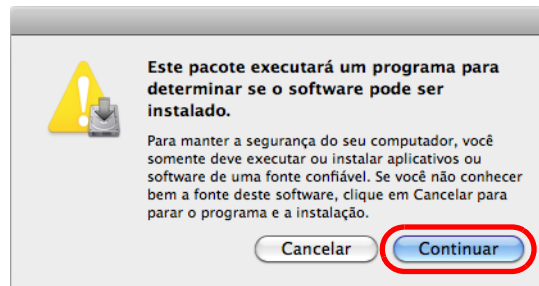 Este pacote executará um programa para
determinar se o software pode ser
instalado.
Para manter a segurança do seu computador, você
somente deve executar ou instalar aplicativos ou
software de uma fonte confiável. Se você não conhecer
bem a fonte deste software, clique em Cancelar para
parar o programa e a instalação.
Cancelar
Continuar